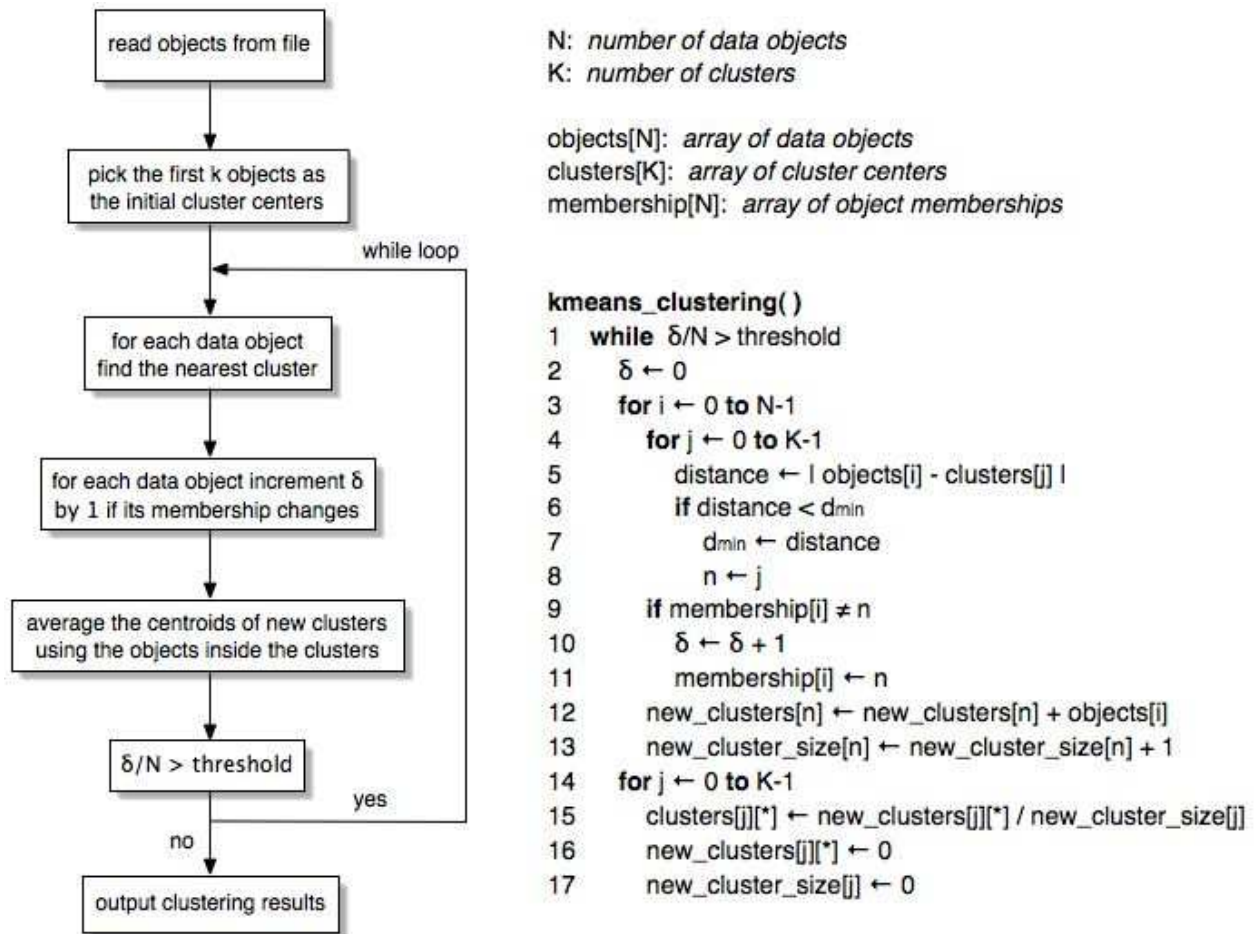 read objects from file
pick the first k objects as
the initial cluster centers
while loop
for each data object
find the nearest cluster
for each data object increment δ
by 1 if its membership changes
average the centroids of new clusters
using the objects inside the clusters
δ/N > threshold
yes
no
output clustering results
N: number of data objects
K: number of clusters
objects[N]: array of data objects
clusters[K]: array of cluster centers
membership[N]: array of object memberships
kmeans_clustering( )
1 while δ/N > threshold
2 δ ← 0
3 for i ← 0 to N-1
4 for j ← 0 to K-1
5 distance ← | objects[i] - clusters[j] |
6 if distance < dmin
7 dmin ← distance
8 n ← j
9 if membership[i] ≠ n
10 δ ← δ + 1
11 membership[i] ← n
12 new_clusters[n] ← new_clusters[n] + objects[i]
13 new_cluster_size[n] ← new_cluster_size[n] + 1
14 for j ← 0 to K-1
15 clusters[j][*] ← new_clusters[j][*] / new_cluster_size[j]
16 new_clusters[j][*] ← 0
17 new_cluster_size[j] ← 0